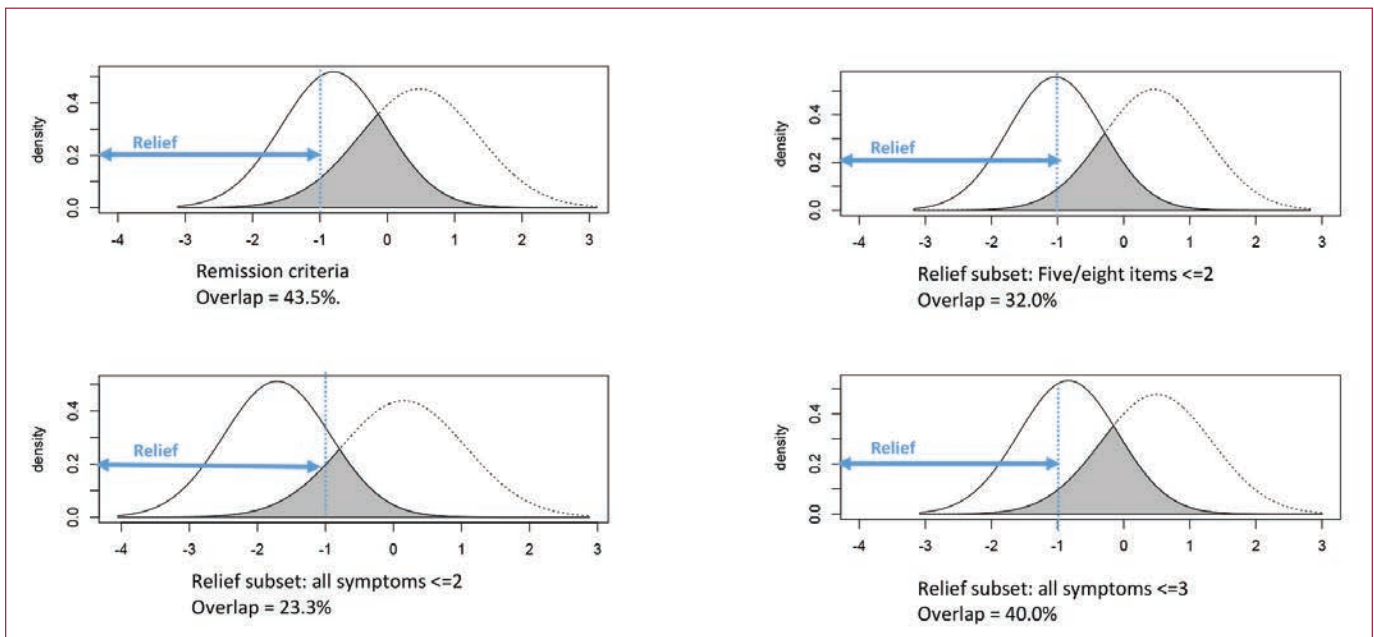 density
0.0 0.2 0.4
Relief
-4 -3 -2 -1 0 1 2 3
Remission criteria
Overlap = 43.5%.
density
0.0 0.2 0.4
Relief
-4 -3 -2 -1 0 1 2 3
Relief subset: Five/eight items <=2
Overlap = 32.0%
density
0.0 0.2 0.4
Relief
-4 -3 -2 -1 0 1 2 3
Relief subset: all symptoms <=2
Overlap = 23.3%
density
0.0 0.2 0.4
Relief
-4 -3 -2 -1 0 1 2 3
Relief subset: all symptoms <=3
Overlap = 40.0%